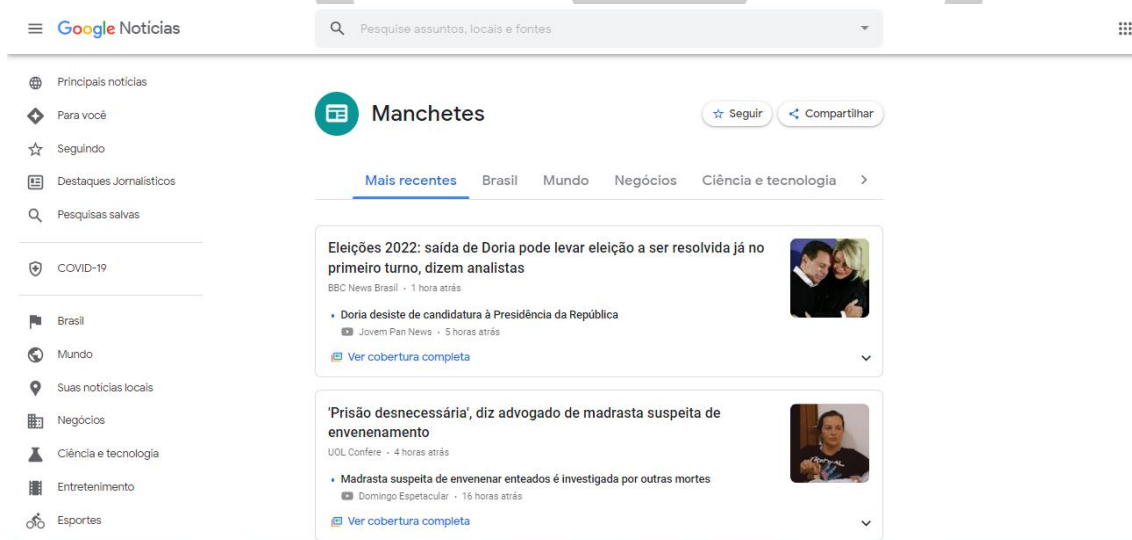 Google Notícias
Pesquise assuntos, locais e fontes
Principais notícias
Para você
Seguindo
Destaques Jornalísticos
Pesquisas salvas
COVID-19
Brasil
Mundo
Suas notícias locais
Negócios
Ciência e tecnologia
Entretenimento
Esportes
Manchetes
Seguir
Compartilhar
Mais recentes Brasil Mundo Negócios Ciência e tecnologia
Eleições 2022: saída de Doria pode levar eleição a ser resolvida já no
primeiro turno, dizem analistas
BBC News Brasil · 1 hora atrás
• Doria desiste de candidatura à Presidência da República
Jovem Pan News · 5 horas atrás
Ver cobertura completa
'Prisão desnecessária', diz advogado de madrasta suspeita de
envenenamento
UOL Confere · 4 horas atrás
• Madrasta suspeita de envenenar enteados é investigada por outras mortes
Domingo Espetacular · 16 horas atrás
Ver cobertura completa